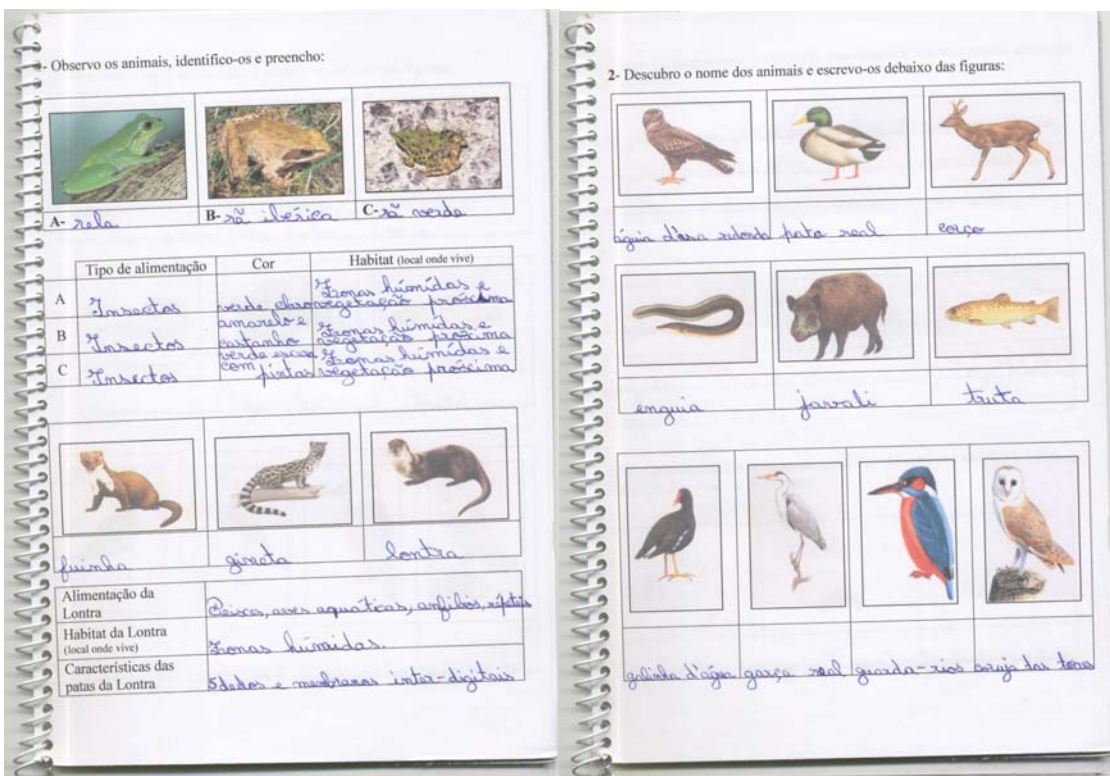 - Observo os animais, identifico-os e preencho:
A- rela B- rã ibérica C- rã verde
Tipo de alimentação Cor Habitat (local onde vive)
A Insectos verde claro Zonas húmidas e vegetação próxima
B Insectos amarelo e castanho Zonas húmidas e vegetação próxima
C Insectos verde escuro com pintas Zonas húmidas e vegetação próxima
fuinha gineta lontra
Alimentação da Lontra Peixes, aves aquáticas, anfíbos, répteis
Habitat da Lontra (local onde vive) Zonas húmidas.
Características das patas da Lontra 5 dedos e membranas inter-digitais
2- Descubro o nome dos animais e escrevo-os debaixo das figuras:
águia d'asa redonda pato real corço
enguia javali truta
galinha d'água garça real guarda-rios coruja das torres